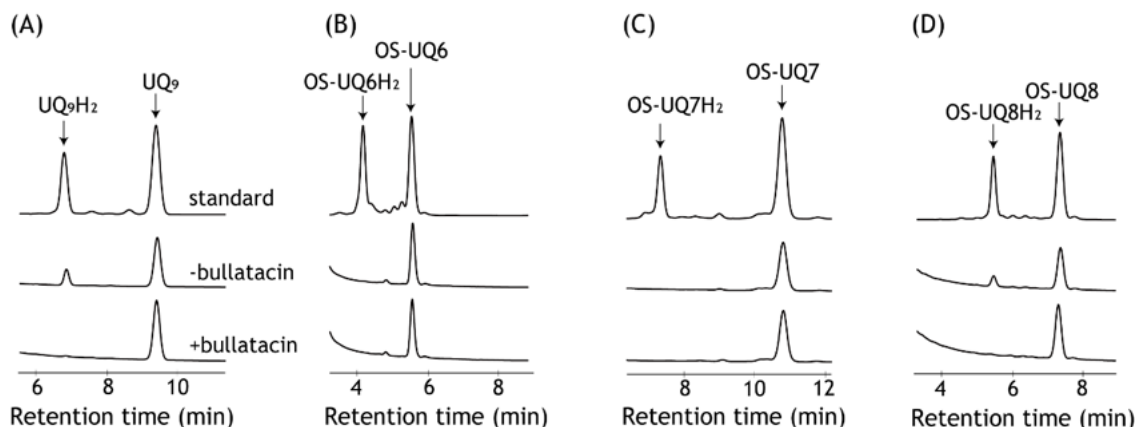 (A)
UQ₉H₂
UQ₉
standard
-bullatacin
+bullatacin
6 8 10
Retention time (min)
(B)
OS-UQ6H₂
OS-UQ6
4 6 8
Retention time (min)
(C)
OS-UQ7H₂
OS-UQ7
8 10 12
Retention time (min)
(D)
OS-UQ8H₂
OS-UQ8
4 6 8
Retention time (min)